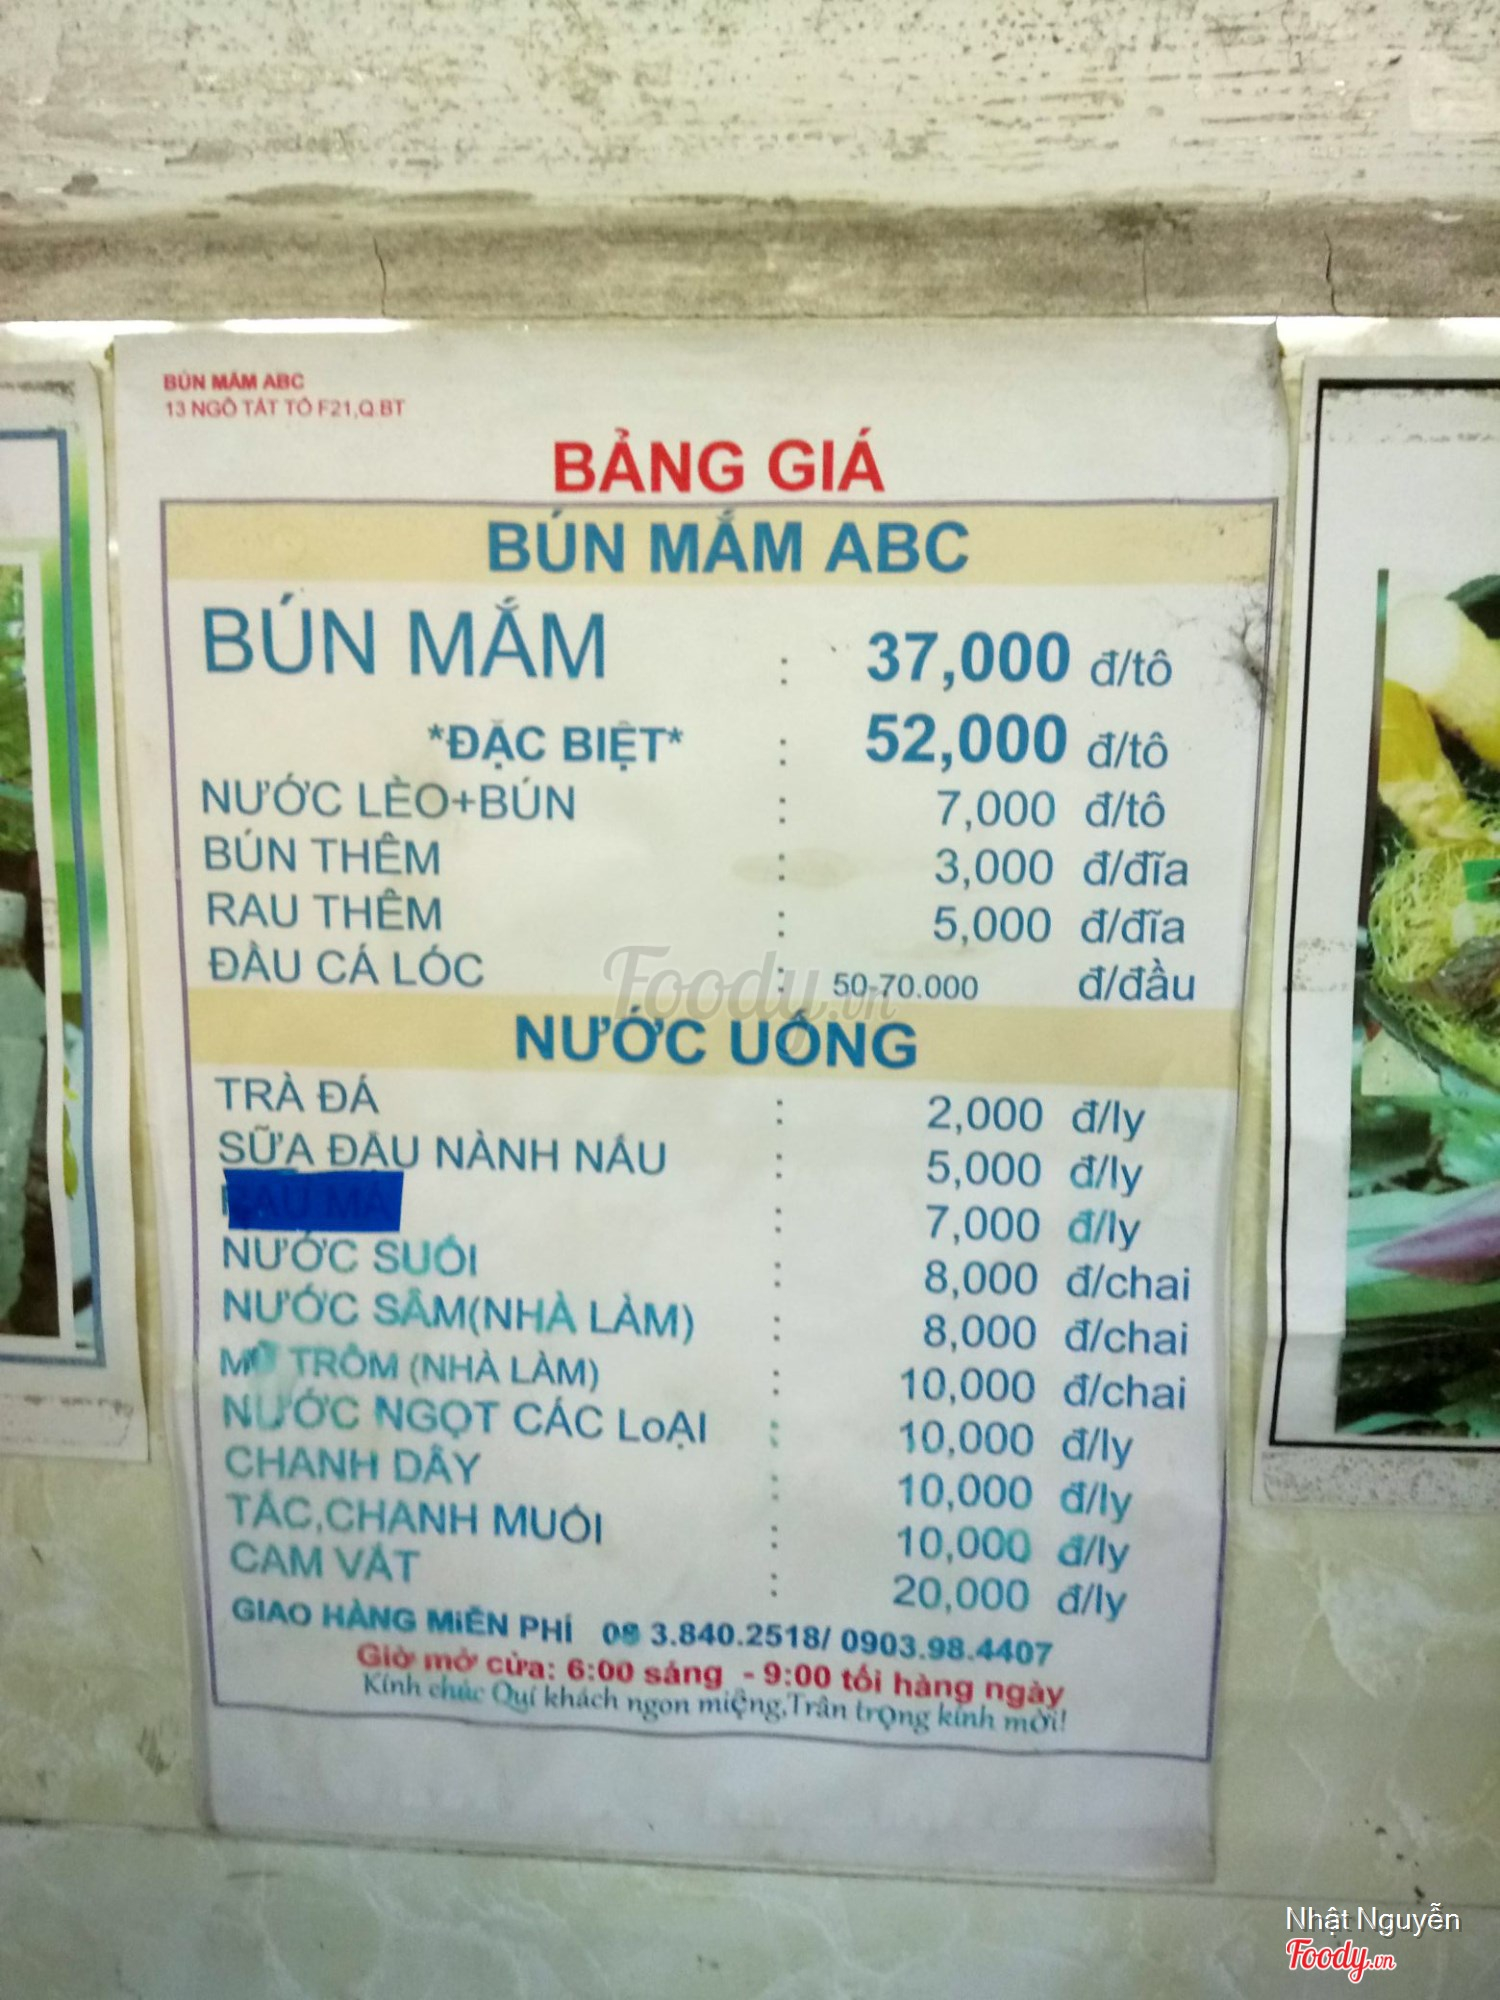 BÚN MẮM ABC
13 NGÔ TẤT TỐ F21,Q.BT
BẢNG GIÁ
BÚN MẮM ABC
BÚN MẮM : 37,000 đ/tô
*ĐẶC BIỆT* : 52,000 đ/tô
NƯỚC LÈO+BÚN : 7,000 đ/tô
BÚN THÊM : 3,000 đ/đĩa
RAU THÊM : 5,000 đ/đĩa
ĐẦU CÁ LÓC : 50-70.000 đ/đầu
Foody.vn
NƯỚC UỐNG
TRÀ ĐÁ : 2,000 đ/ly
SỮA ĐẬU NÀNH NẤU : 5,000 đ/ly
RAU MÁ : 7,000 đ/ly
NƯỚC SUỐI : 8,000 đ/chai
NƯỚC SÂM(NHÀ LÀM) : 8,000 đ/chai
MỦ TRÔM (NHÀ LÀM) : 10,000 đ/chai
NƯỚC NGỌT CÁC LoẠI : 10,000 đ/ly
CHANH DÂY : 10,000 đ/ly
TẮC,CHANH MUỐI : 10,000 đ/ly
CAM VẮT : 20,000 đ/ly
GIAO HÀNG MiỄN PHÍ 08 3.840.2518/ 0903.98.4407
Giờ mở cửa: 6:00 sáng - 9:00 tối hàng ngày
Kính chúc Quí khách ngon miệng,Trân trọng kính mời!
Nhật Nguyễn
Foody.vn